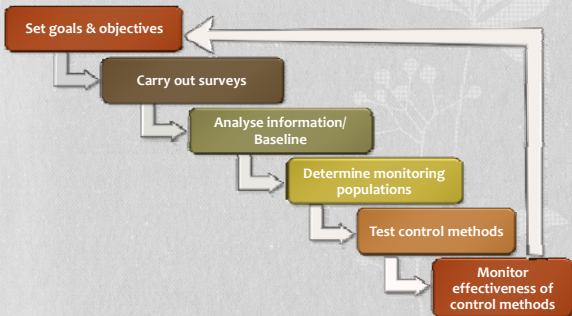 Set goals & objectives
Carry out surveys
Analyse information/
Baseline
Determine monitoring
populations
Test control methods
Monitor
effectiveness of
control methods